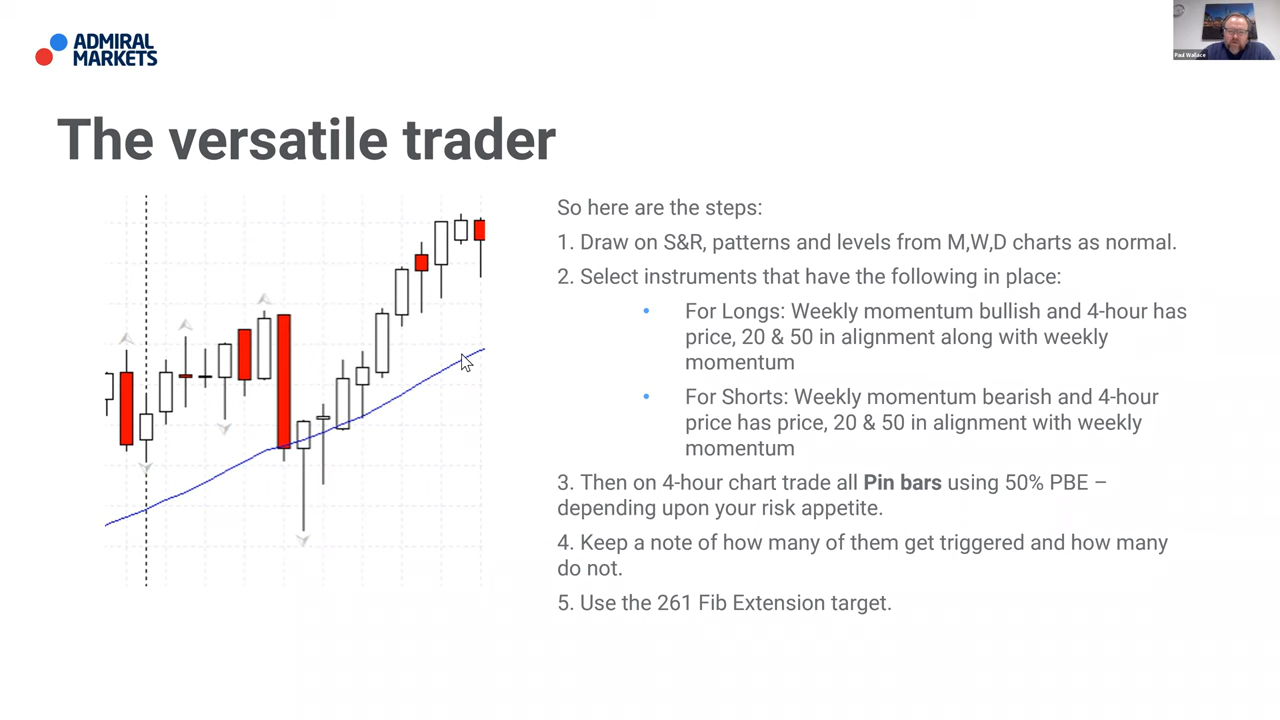 ADMIRAL
MARKETS
Paul Wallace
The versatile trader
So here are the steps:
1. Draw on S&R, patterns and levels from M,W,D charts as normal.
2. Select instruments that have the following in place:
• For Longs: Weekly momentum bullish and 4-hour has
price, 20 & 50 in alignment along with weekly
momentum
• For Shorts: Weekly momentum bearish and 4-hour
price has price, 20 & 50 in alignment with weekly
momentum
3. Then on 4-hour chart trade all Pin bars using 50% PBE –
depending upon your risk appetite.
4. Keep a note of how many of them get triggered and how many
do not.
5. Use the 261 Fib Extension target.